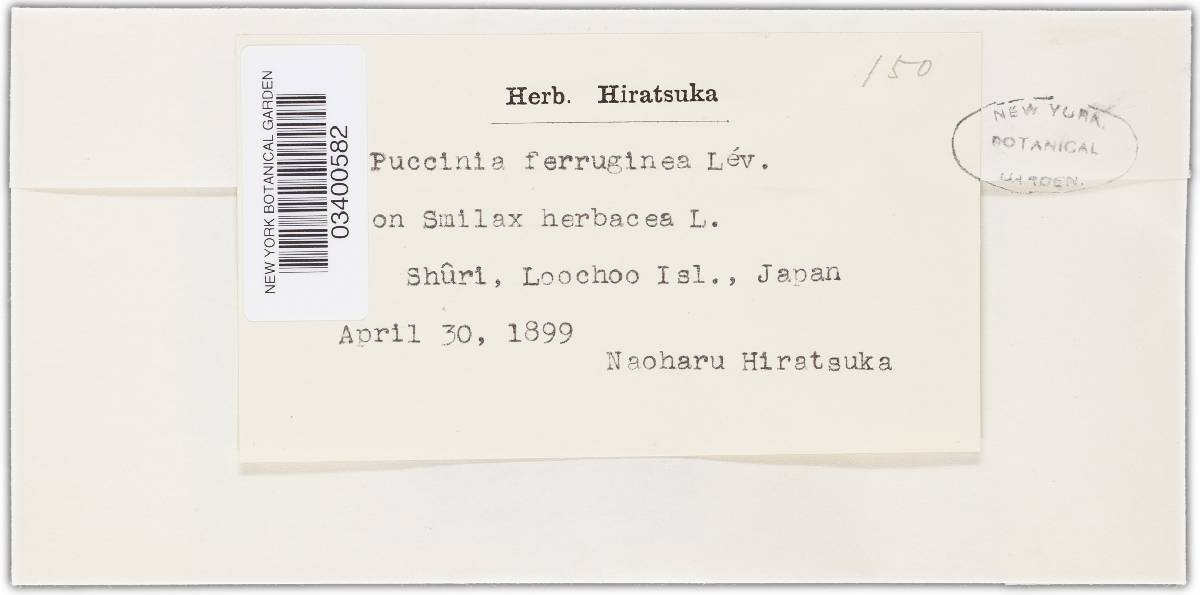 150
Herb. Hiratsuka
NEW YORK BOTANICAL GARDEN
03400582
NEW YORK
BOTANICAL
GARDEN.
Puccinia ferruginea Lév.
on Smilax herbacea L.
Shûri, Loochoo Isl., Japan
April 30, 1899
Naoharu Hiratsuka